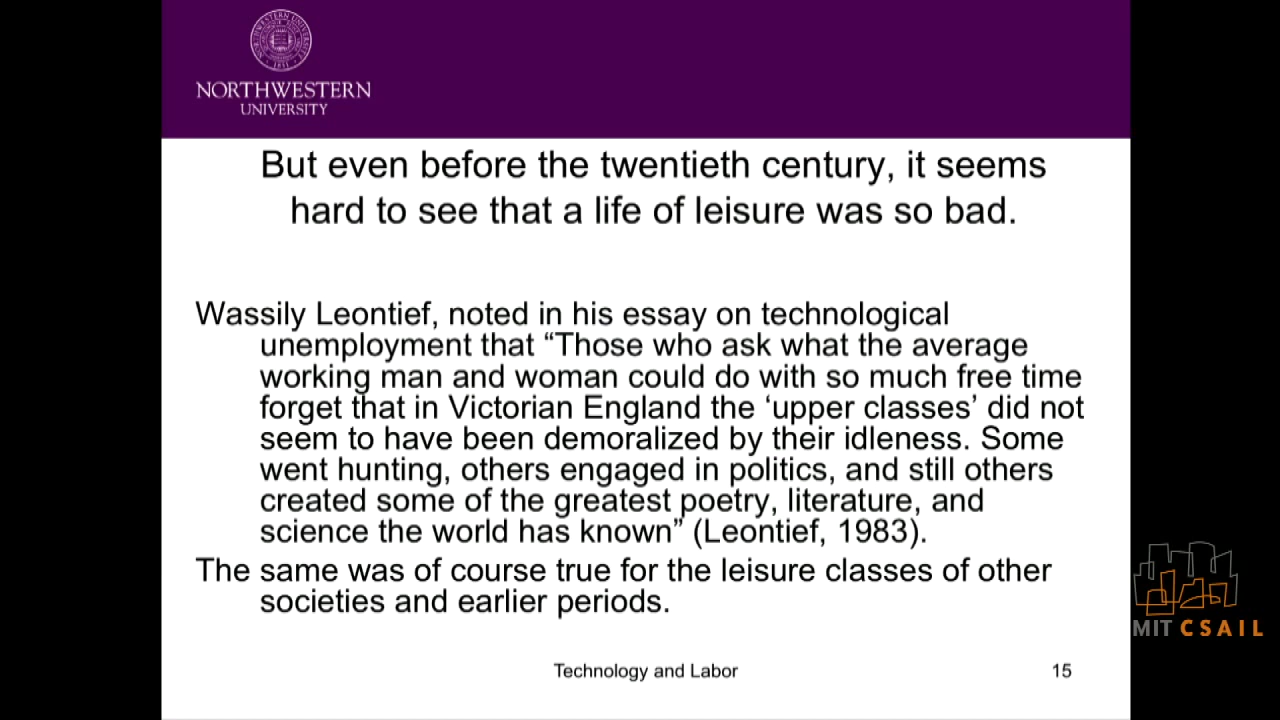 NORTHWESTERN
UNIVERSITY
But even before the twentieth century, it seems
hard to see that a life of leisure was so bad.
Wassily Leontief, noted in his essay on technological
unemployment that “Those who ask what the average
working man and woman could do with so much free time
forget that in Victorian England the ‘upper classes’ did not
seem to have been demoralized by their idleness. Some
went hunting, others engaged in politics, and still others
created some of the greatest poetry, literature, and
science the world has known” (Leontief, 1983).
The same was of course true for the leisure classes of other
societies and earlier periods.
MIT CSAIL
Technology and Labor
15